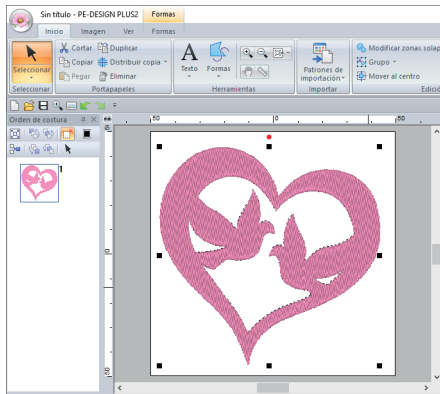 Sin título - PE-DESIGN PLUS2 Formas
Inicio Imagen Ver Formas
Seleccionar
Cortar Duplicar
Copiar Distribuir copia
Pegar Eliminar
Texto Formas
Patrones de importación
Modificar zonas solap
Grupo
Mover al centro
Seleccionar Portapapeles Herramientas Importar Edició
Orden de costura
mm 50 0 50
1
0
50